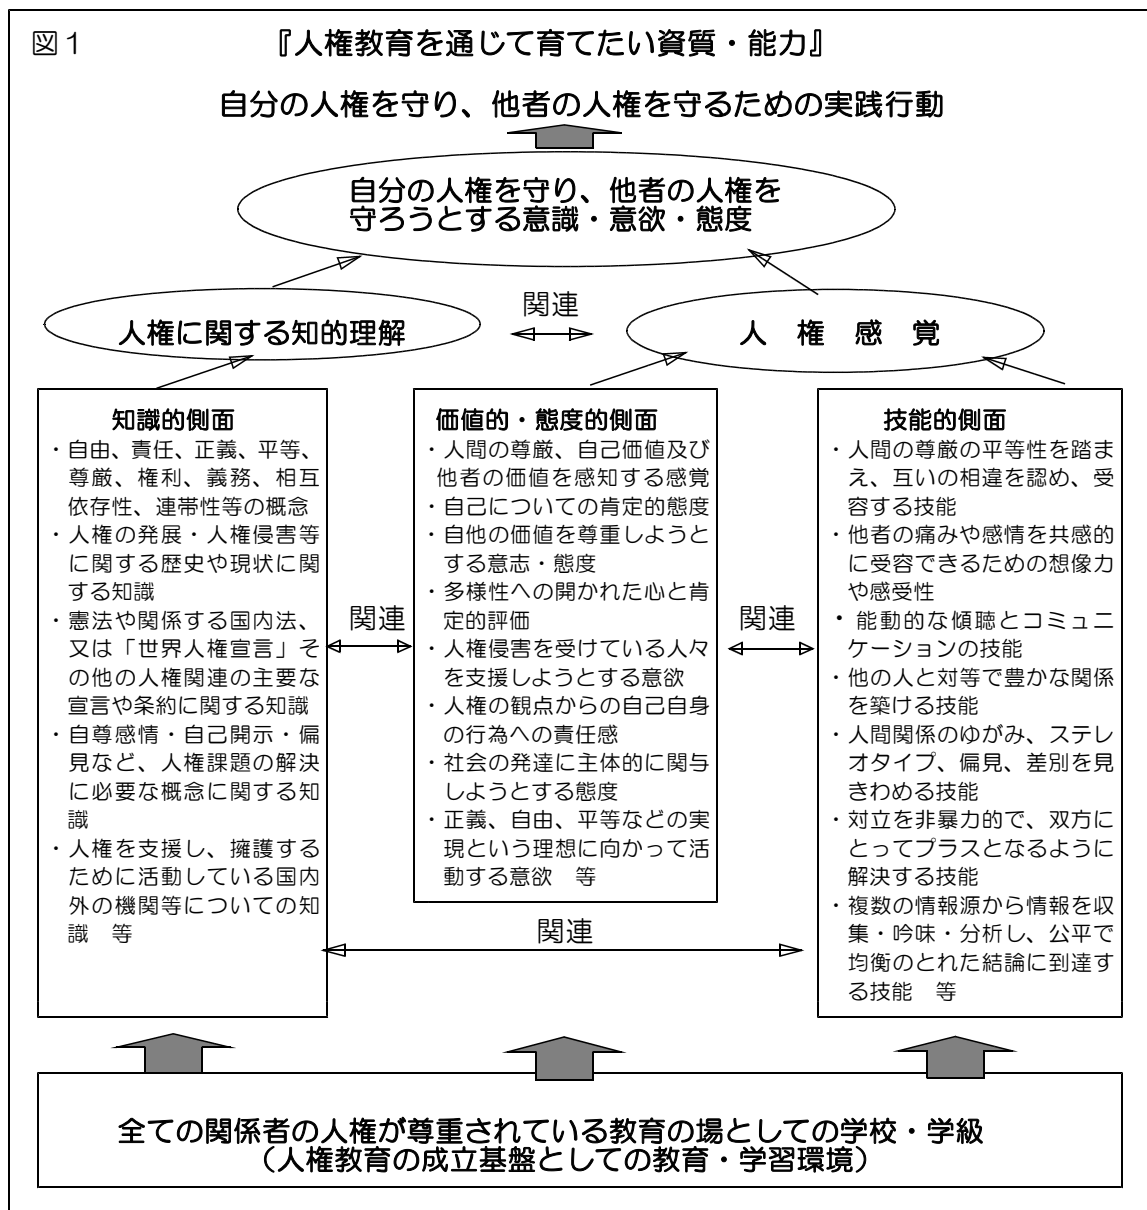 図１
『人権教育を通じて育てたい資質・能力』
自分の人権を守り、他者の人権を守るための実践行動
自分の人権を守り、他者の人権を
守ろうとする意識・意欲・態度
関連
人権に関する知的理解
人　権　感　覚
知識的側面
・自由、責任、正義、平等、
尊厳、権利、義務、相互
依存性、連帯性等の概念
・人権の発展・人権侵害等
に関する歴史や現状に関
する知識
・憲法や関係する国内法、
又は「世界人権宣言」そ
の他の人権関連の主要な
宣言や条約に関する知識
・自尊感情・自己開示・偏
見など、人権課題の解決
に必要な概念に関する知
識
・人権を支援し、擁護する
ために活動している国内
外の機関等についての知
識　等
関連
価値的・態度的側面
・人間の尊厳、自己価値及び
他者の価値を感知する感覚
・自己についての肯定的態度
・自他の価値を尊重しようと
する意志・態度
・多様性への開かれた心と肯
定的評価
・人権侵害を受けている人々
を支援しようとする意欲
・人権の観点からの自己自身
の行為への責任感
・社会の発達に主体的に関与
しようとする態度
・正義、自由、平等などの実
現という理想に向かって活
動する意欲　等
関連
技能的側面
・人間の尊厳の平等性を踏ま
え、互いの相違を認め、受
容する技能
・他者の痛みや感情を共感的
に受容できるための想像力
や感受性
・能動的な傾聴とコミュニ
ケーションの技能
・他の人と対等で豊かな関係
を築ける技能
・人間関係のゆがみ、ステレ
オタイプ、偏見、差別を見
きわめる技能
・対立を非暴力的で、双方に
とってプラスとなるように
解決する技能
・複数の情報源から情報を収
集・吟味・分析し、公平で
均衡のとれた結論に到達す
る技能　等
関連
全ての関係者の人権が尊重されている教育の場としての学校・学級
（人権教育の成立基盤としての教育・学習環境）